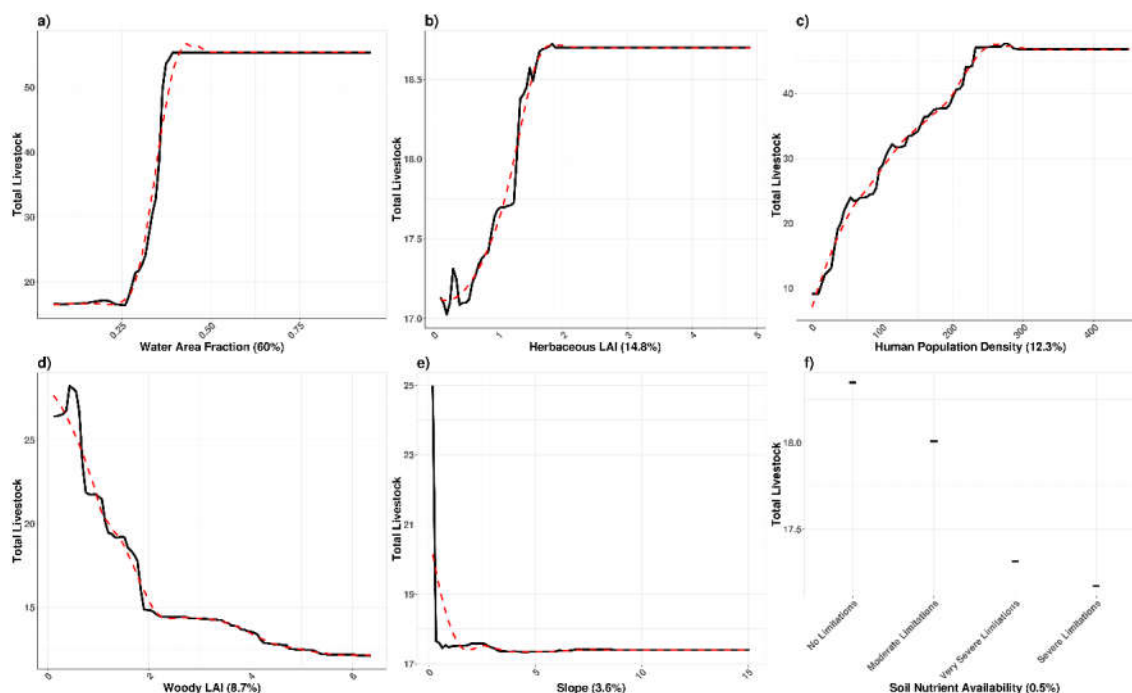 a)
Total Livestock
50
40
30
20
0.25
0.50
0.75
Water Area Fraction (60%)
b)
Total Livestock
18.5
18.0
17.5
17.0
0
1
2
3
4
5
Herbaceous LAI (14.8%)
c)
Total Livestock
40
30
20
10
0
100
200
300
400
Human Population Density (12.3%)
d)
Total Livestock
25
20
15
0
2
4
6
Woody LAI (8.7%)
e)
Total Livestock
25
23
21
19
17
0
5
10
15
Slope (3.6%)
f)
Total Livestock
18.0
17.5
No Limitations
Moderate Limitations
Very Severe Limitations
Severe Limitations
Soil Nutrient Availability (0.5%)